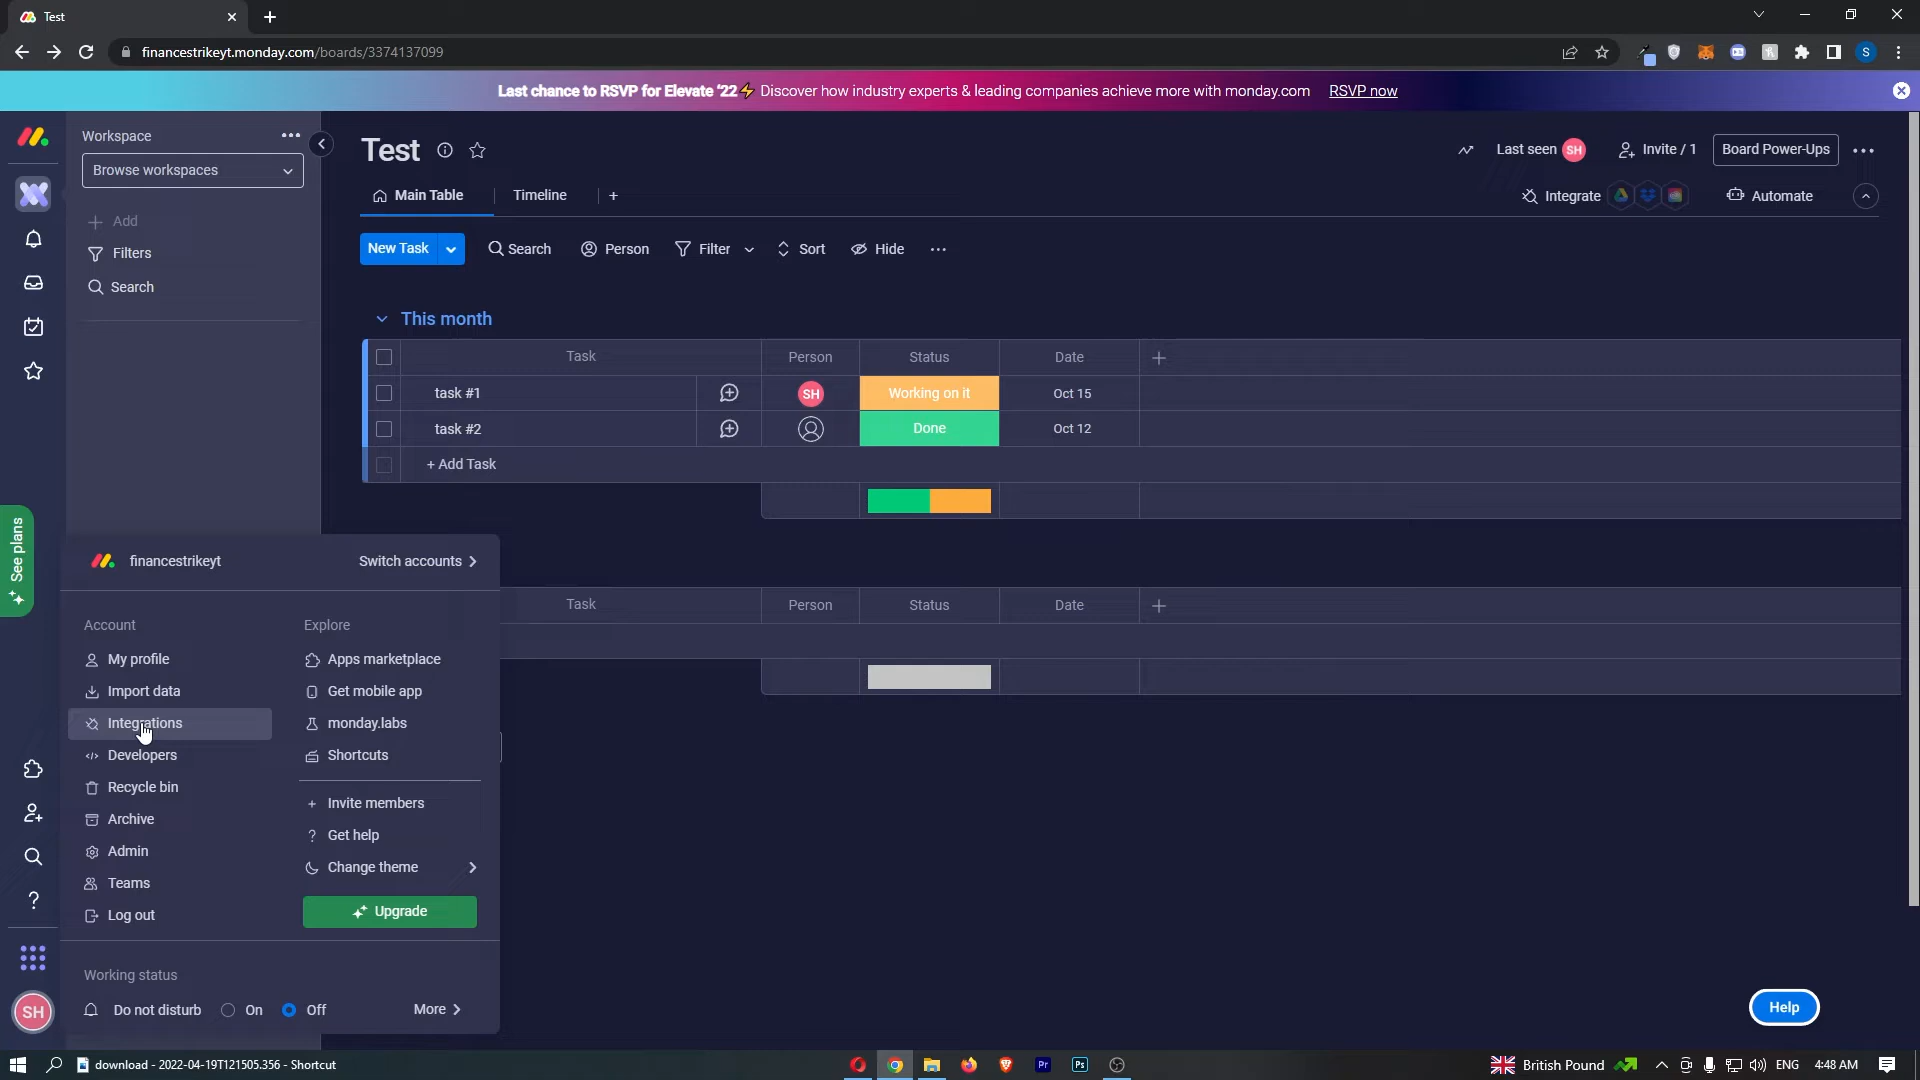 Test
financestrikeyt.monday.com/boards/3374137099
S
Last chance to RSVP for Elevate '22⚡ Discover how industry experts & leading companies achieve more with monday.com RSVP now
Workspace
Browse workspaces
Add
Filters
Search
See plans
Test
Last seen SH
Invite / 1
Board Power-Ups
Main Table
Timeline
Integrate
Automate
New Task
Search
Person
Filter
Sort
Hide
This month
Task Person Status Date
task #1 SH Working on it Oct 15
task #2 Done Oct 12
+ Add Task
Task Person Status Date
financestrikeyt
Switch accounts
Account
My profile
Import data
Integrations
Developers
Recycle bin
Archive
Admin
Teams
Log out
Explore
Apps marketplace
Get mobile app
monday.labs
Shortcuts
Invite members
Get help
Change theme
Upgrade
Working status
Do not disturb On Off More
SH
Help
download - 2022-04-19T121505.356 - Shortcut
Pr
Ps
British Pound
ENG
4:48 AM